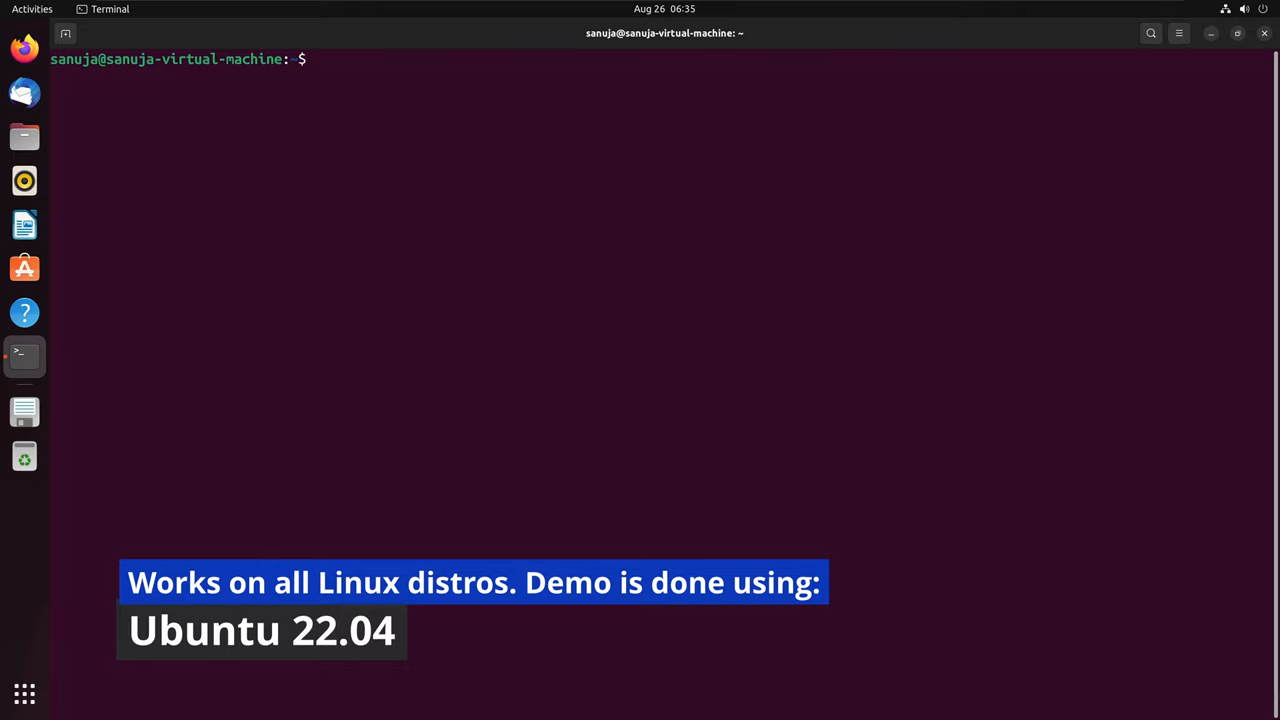 Activities
Terminal
Aug 26 06:35
sanuja@sanuja-virtual-machine: ~
sanuja@sanuja-virtual-machine:~$
Works on all Linux distros. Demo is done using:
Ubuntu 22.04